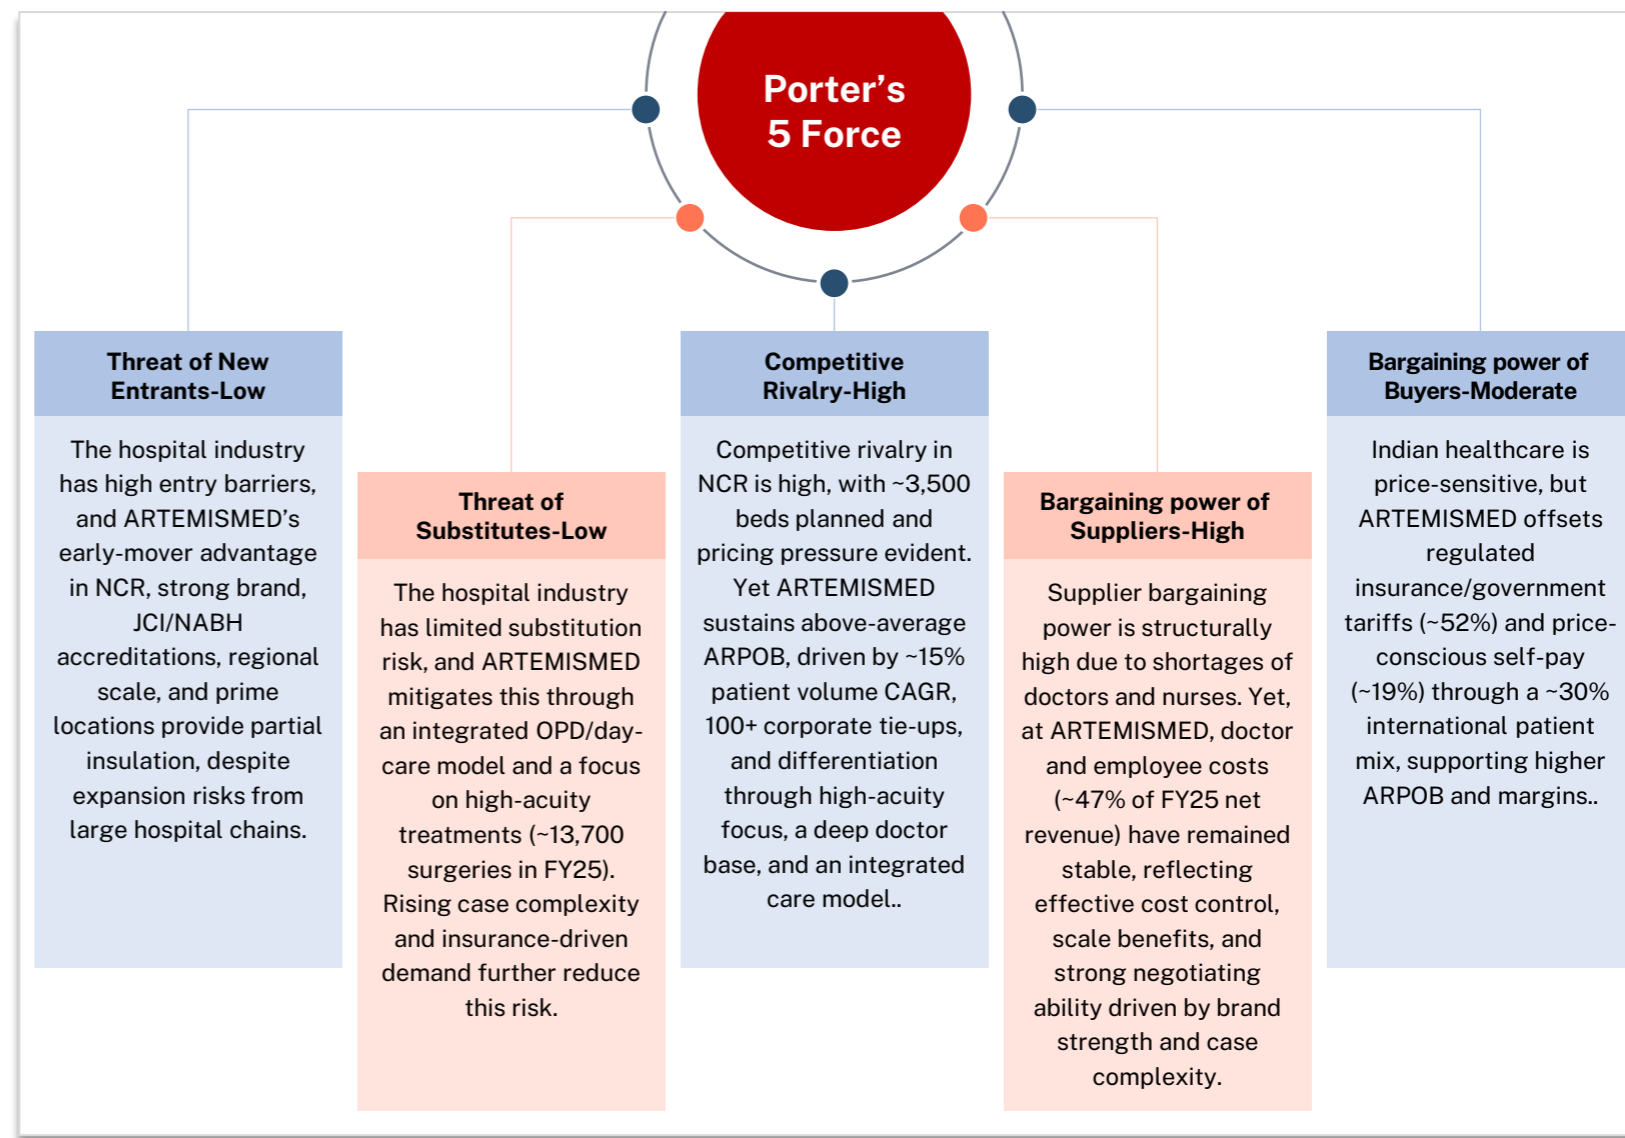 Porter’s
5 Force
Threat of New
Entrants-Low
The hospital industry
has high entry barriers,
and ARTEMISMED’s
early-mover advantage
in NCR, strong brand,
JCI/NABH
accreditations, regional
scale, and prime
locations provide partial
insulation, despite
expansion risks from
large hospital chains.
Threat of
Substitutes-Low
The hospital industry
has limited substitution
risk, and ARTEMISMED
mitigates this through
an integrated OPD/day-
care model and a focus
on high-acuity
treatments (~13,700
surgeries in FY25).
Rising case complexity
and insurance-driven
demand further reduce
this risk.
Competitive
Rivalry-High
Competitive rivalry in
NCR is high, with ~3,500
beds planned and
pricing pressure evident.
Yet ARTEMISMED
sustains above-average
ARPOB, driven by ~15%
patient volume CAGR,
100+ corporate tie-ups,
and differentiation
through high-acuity
focus, a deep doctor
base, and an integrated
care model..
Bargaining power of
Suppliers-High
Supplier bargaining
power is structurally
high due to shortages of
doctors and nurses. Yet,
at ARTEMISMED, doctor
and employee costs
(~47% of FY25 net
revenue) have remained
stable, reflecting
effective cost control,
scale benefits, and
strong negotiating
ability driven by brand
strength and case
complexity.
Bargaining power of
Buyers-Moderate
Indian healthcare is
price-sensitive, but
ARTEMISMED offsets
regulated
insurance/government
tariffs (~52%) and price-
conscious self-pay
(~19%) through a ~30%
international patient
mix, supporting higher
ARPOB and margins..